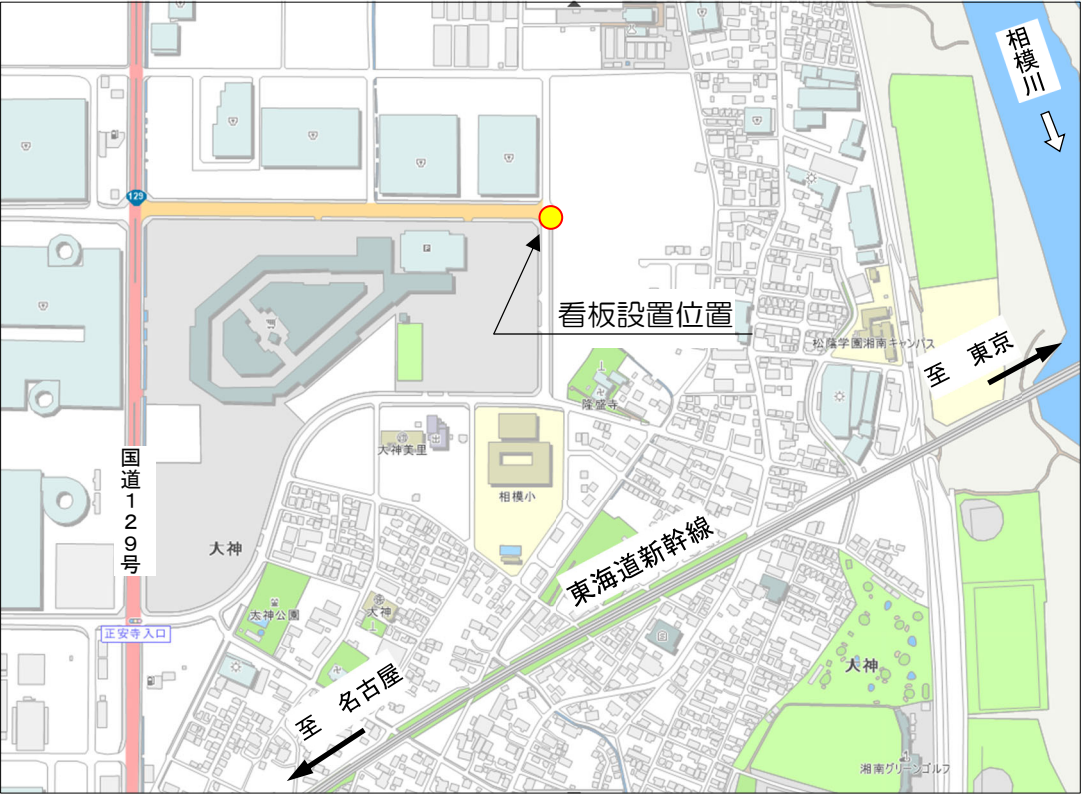 相模川
129
看板設置位置
松蔭学園湘南キャンパス
至 東京
隆盛寺
大神美里
相模小
国道129号
大神
東海道新幹線
大神公園
大神
正安寺入口
大神
至 名古屋
湘南グリーンゴルフ